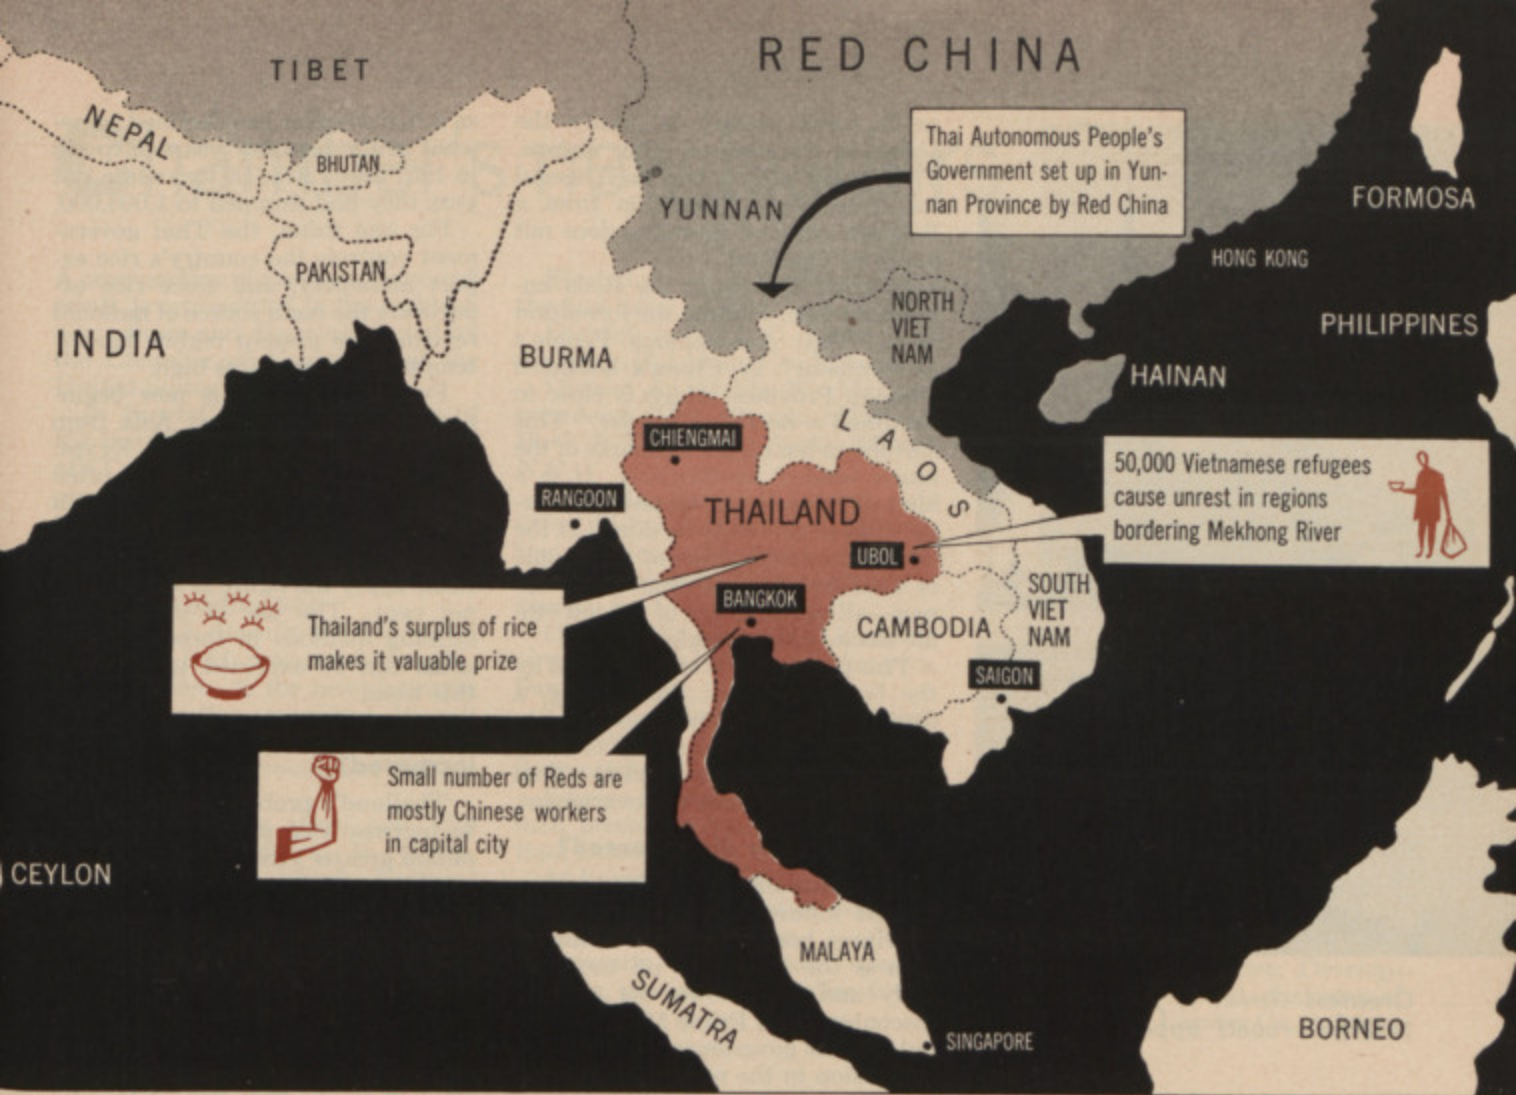 TIBET
RED CHINA
NEPAL
BHUTAN
YUNNAN
Thai Autonomous People's
Government set up in Yun-
nan Province by Red China
FORMOSA
HONG KONG
PAKISTAN
NORTH
VIET
NAM
PHILIPPINES
INDIA
BURMA
HAINAN
LAOS
CHIENGMAI
50,000 Vietnamese refugees
cause unrest in regions
bordering Mekhong River
RANGOON
THAILAND
UBOL
BANGKOK
SOUTH
VIET
NAM
CAMBODIA
Thailand's surplus of rice
makes it valuable prize
SAIGON
Small number of Reds are
mostly Chinese workers
in capital city
CEYLON
MALAYA
SUMATRA
SINGAPORE
BORNEO